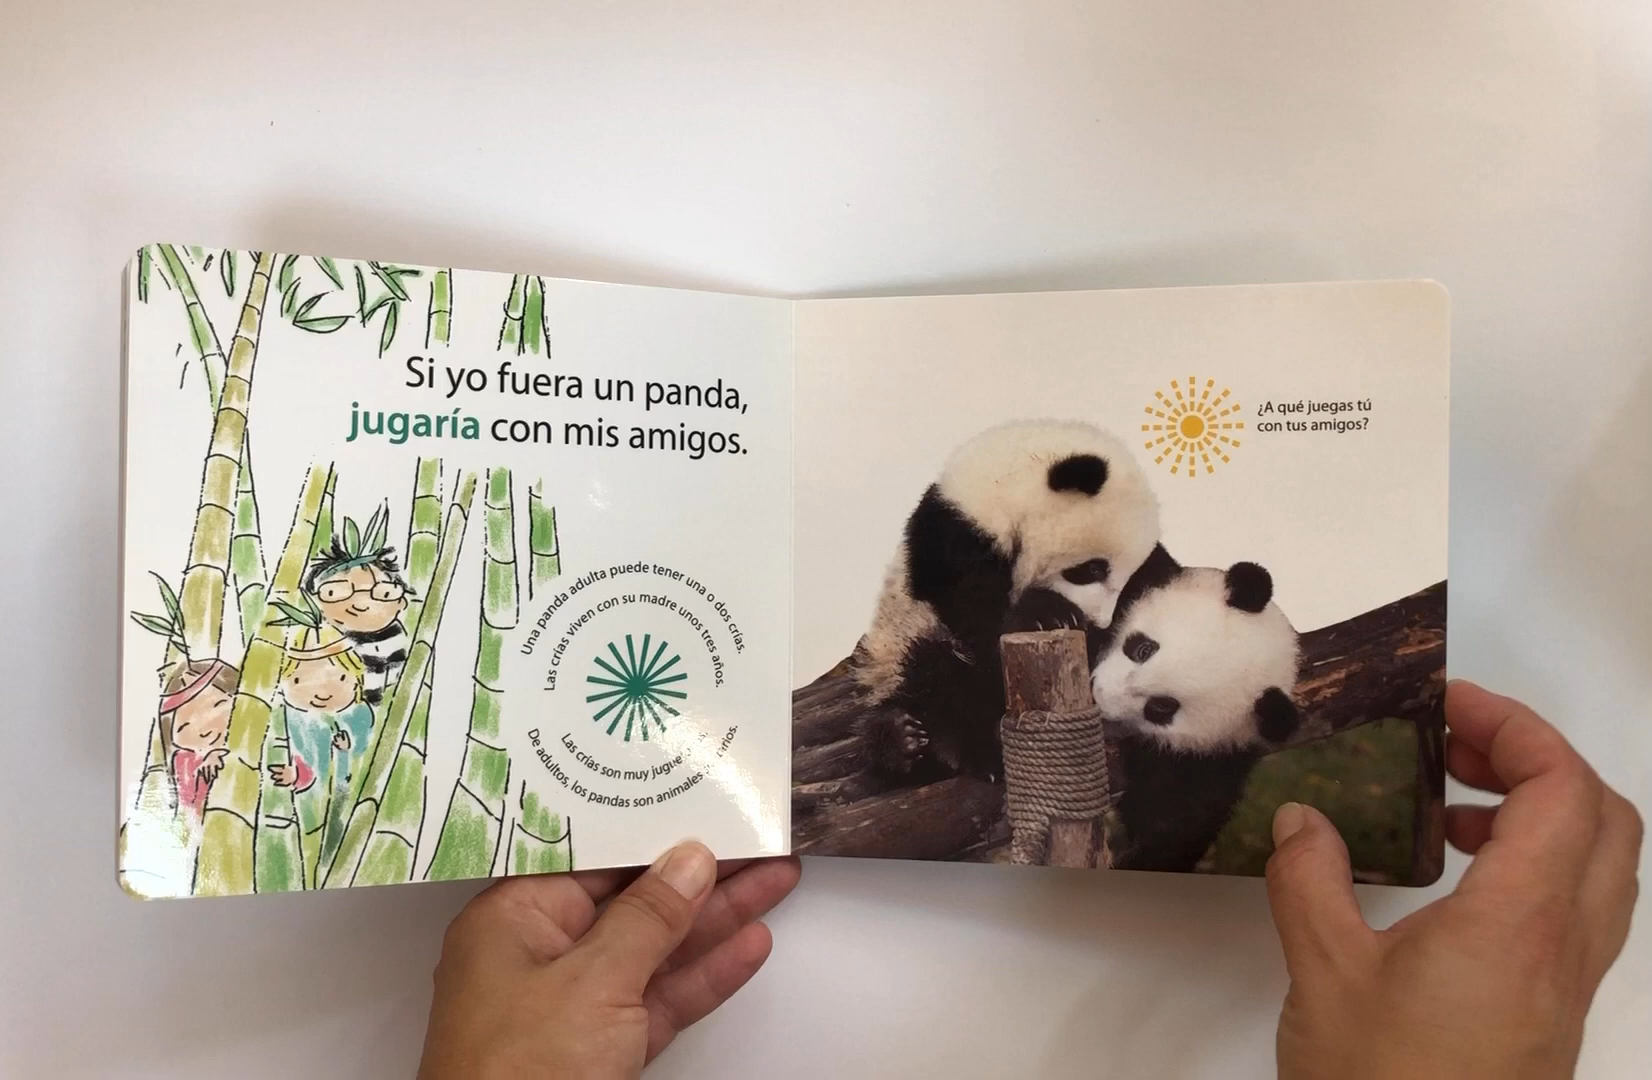 Si yo fuera un panda,
jugaría con mis amigos.
Una panda adulta puede tener una o dos crías.
Las crías viven con su madre unos tres años.
Las crías son muy
De adultos, los pandas son animales
¿A qué juegas tú
con tus amigos?